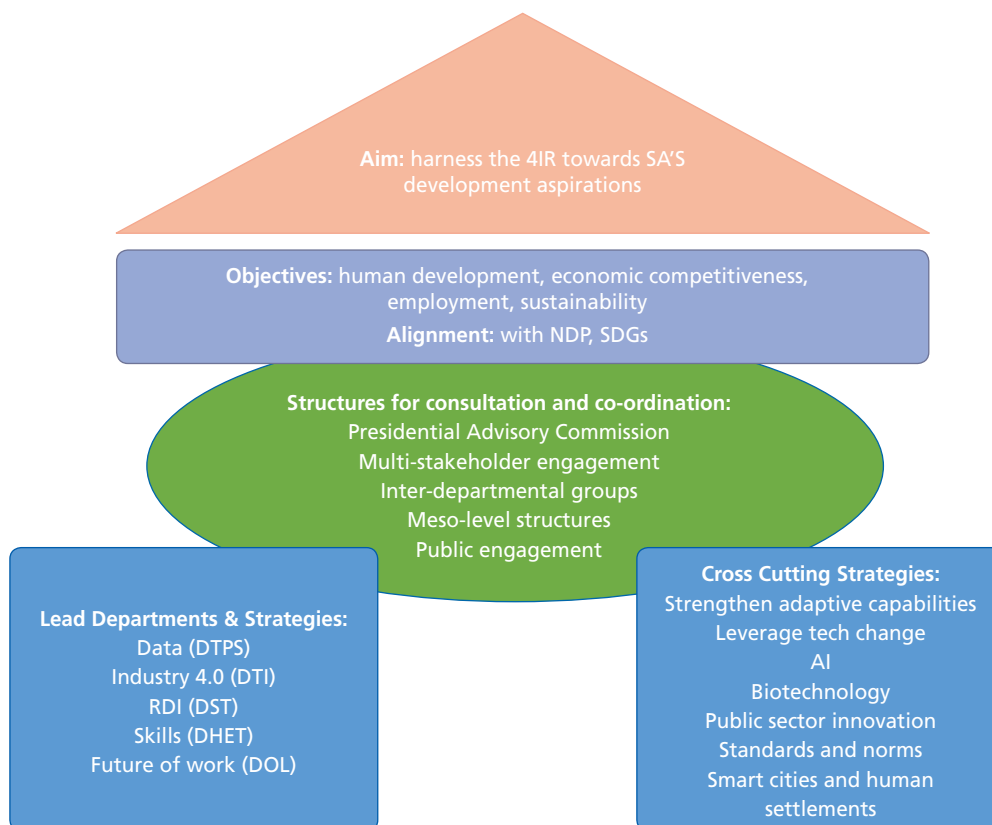 Aim: harness the 4IR towards SA'S
development aspirations
Objectives: human development, economic competitiveness,
employment, sustainability
Alignment: with NDP, SDGs
Structures for consultation and co-ordination:
Presidential Advisory Commission
Multi-stakeholder engagement
Inter-departmental groups
Meso-level structures
Public engagement
Lead Departments & Strategies:
Data (DTPS)
Industry 4.0 (DTI)
RDI (DST)
Skills (DHET)
Future of work (DOL)
Cross Cutting Strategies:
Strengthen adaptive capabilities
Leverage tech change
AI
Biotechnology
Public sector innovation
Standards and norms
Smart cities and human
settlements